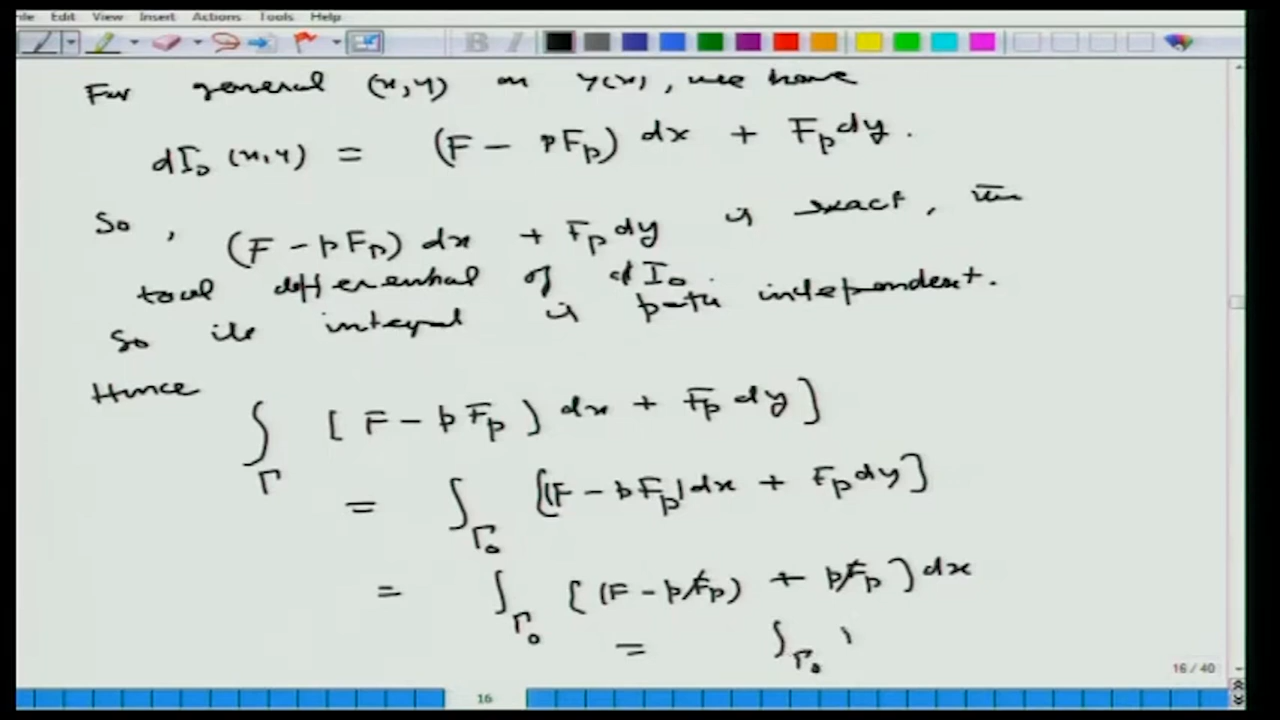 File Edit View Insert Actions Tools Help
For general (x,y) on y(x), we have
dI₀ (x,y) = (F - pF_p) dx + F_p dy.
So, (F - pF_p) dx + F_p dy is exact, the
total differential of dI₀.
So its integral is path independent.
Hence
∫_Γ [F - pF_p) dx + F_p dy]
= ∫_Γ₀ [(F - pF_p)dx + F_p dy]
= ∫_Γ₀ [(F - pF_p) + pF_p] dx
= ∫_Γ₀
16/40
16